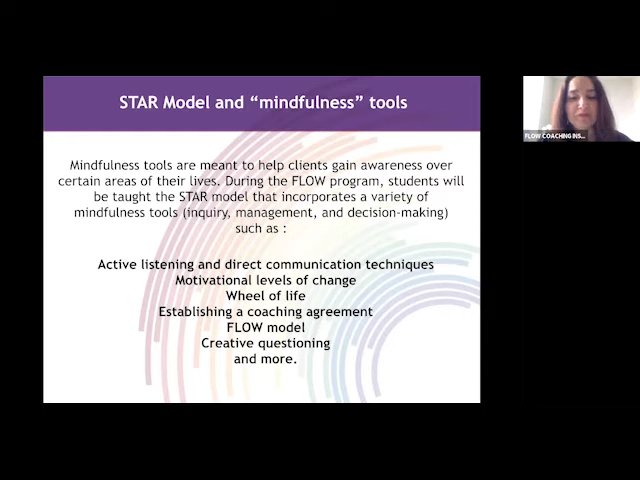 STAR Model and “mindfulness” tools
Mindfulness tools are meant to help clients gain awareness over
certain areas of their lives. During the FLOW program, students will
be taught the STAR model that incorporates a variety of
mindfulness tools (inquiry, management, and decision-making)
such as :
Active listening and direct communication techniques
Motivational levels of change
Wheel of life
Establishing a coaching agreement
FLOW model
Creative questioning
and more.
FLOW COACHING INS...